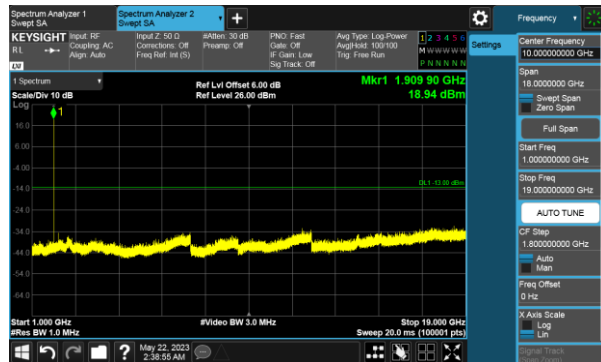 Spectrum Analyzer 1
Swept SA
Spectrum Analyzer 2
Swept SA
Frequency
KEYSIGHT
RL
Input: RF
Coupling: AC
Align: Auto
Input Z: 50 Ω
Corrections: Off
Freq Ref: Int (S)
#Atten: 30 dB
Preamp: Off
PNO: Fast
Gate: Off
IF Gain: Low
Sig Track: Off
Avg Type: Log-Power
Avg|Hold: 100/100
Trig: Free Run
1 2 3 4 5 6
M W W W W W
P N N N N N
LXI
1 Spectrum
Scale/Div 10 dB
Ref Lvl Offset 6.00 dB
Ref Level 26.00 dBm
Mkr1 1.909 90 GHz
18.94 dBm
Log
1
16.0
6.00
-4.00
-14.0
DL1 -13.00 dBm
-24.0
-34.0
-44.0
-54.0
-64.0
Start 1.000 GHz
#Res BW 1.0 MHz
#Video BW 3.0 MHz
Stop 19.000 GHz
Sweep 20.0 ms (100001 pts)
May 22, 2023
2:38:55 AM
Settings
Center Frequency
10.000000000 GHz
Span
18.0000000 GHz
Swept Span
Zero Span
Full Span
Start Freq
1.000000000 GHz
Stop Freq
19.000000000 GHz
AUTO TUNE
CF Step
1.800000000 GHz
Auto
Man
Freq Offset
0 Hz
X Axis Scale
Log
Lin
Signal Track